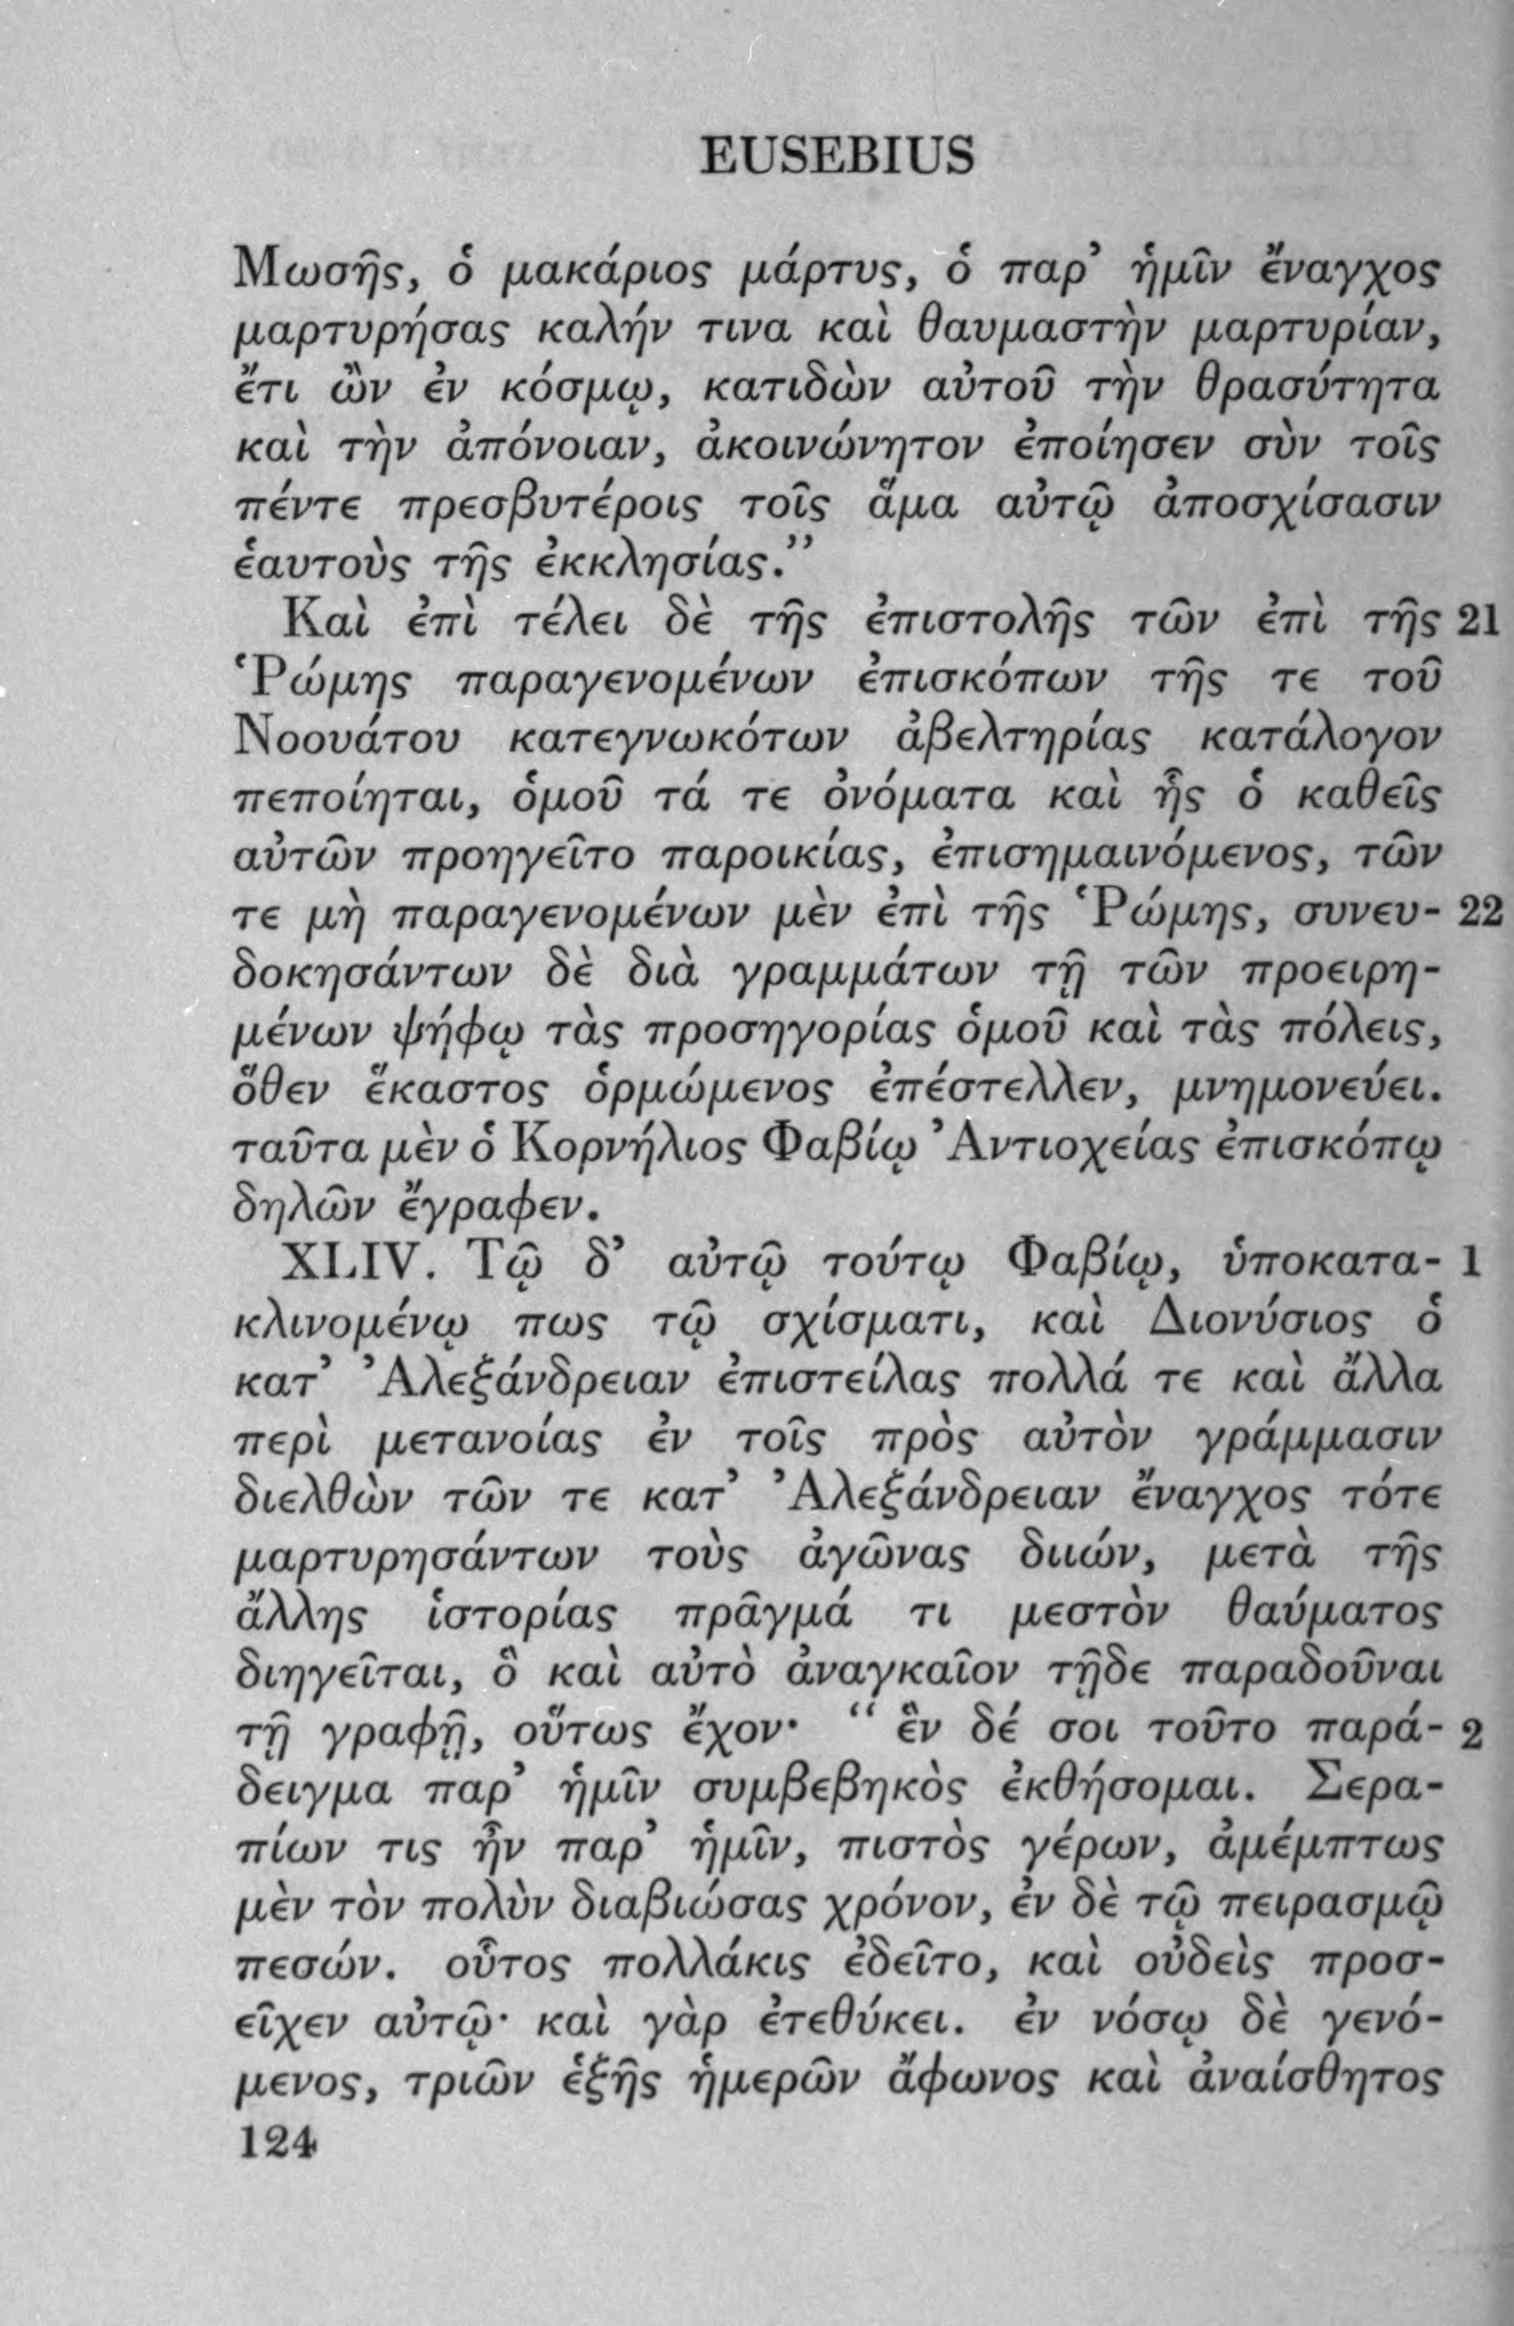 EUSEBIUS
Μωσῆς, ὁ μακάριος μάρτυς, ὁ παρ’ ἡμῖν ἔναγχος
μαρτυρήσας καλήν τινα καὶ θαυμαστὴν μαρτυρίαν,
ἔτι ὢν ἐν κόσμῳ, κατιδὼν αὐτοῦ τὴν θρασύτητα
καὶ τὴν ἀπόνοιαν, ἀκοινώνητον ἐποίησεν σὺν τοῖς
πέντε πρεσβυτέροις τοῖς ἅμα αὐτῷ ἀποσχίσασιν
ἑαυτοὺς τῆς ἐκκλησίας.”
Καὶ ἐπὶ τέλει δὲ τῆς ἐπιστολῆς τῶν ἐπὶ τῆς 21
Ῥώμης παραγενομένων ἐπισκόπων τῆς τε τοῦ
Νοουάτου κατεγνωκότων ἀβελτηρίας κατάλογον
πεποίηται, ὁμοῦ τά τε ὀνόματα καὶ ἧς ὁ καθεῖς
αὐτῶν προηγεῖτο παροικίας, ἐπισημαινόμενος, τῶν
τε μὴ παραγενομένων μὲν ἐπὶ τῆς Ῥώμης, συνευ- 22
δοκησάντων δὲ διὰ γραμμάτων τῇ τῶν προειρη-
μένων ψήφῳ τὰς προσηγορίας ὁμοῦ καὶ τὰς πόλεις,
ὅθεν ἕκαστος ὁρμώμενος ἐπέστελλεν, μνημονεύει.
ταῦτα μὲν ὁ Κορνήλιος Φαβίῳ Ἀντιοχείας ἐπισκόπῳ
δηλῶν ἔγραφεν.
XLIV. Τῷ δ’ αὐτῷ τούτῳ Φαβίῳ, ὑποκατα- 1
κλινομένῳ πως τῷ σχίσματι, καὶ Διονύσιος ὁ
κατ’ Ἀλεξάνδρειαν ἐπιστείλας πολλά τε καὶ ἄλλα
περὶ μετανοίας ἐν τοῖς πρὸς αὐτὸν γράμμασιν
διελθὼν τῶν τε κατ’ Ἀλεξάνδρειαν ἔναγχος τότε
μαρτυρησάντων τοὺς ἀγῶνας διιών, μετὰ τῆς
ἄλλης ἱστορίας πρᾶγμά τι μεστὸν θαύματος
διηγεῖται, ὃ καὶ αὐτὸ ἀναγκαῖον τῇδε παραδοῦναι
τῇ γραφῇ, οὕτως ἔχον· “ ἓν δέ σοι τοῦτο παρά- 2
δειγμα παρ’ ἡμῖν συμβεβηκὸς ἐκθήσομαι. Σερα-
πίων τις ἦν παρ’ ἡμῖν, πιστὸς γέρων, ἀμέμπτως
μὲν τὸν πολὺν διαβιώσας χρόνον, ἐν δὲ τῷ πειρασμῷ
πεσών. οὗτος πολλάκις ἐδεῖτο, καὶ οὐδεὶς προσ-
εῖχεν αὐτῷ· καὶ γὰρ ἐτεθύκει. ἐν νόσῳ δὲ γενό-
μενος, τριῶν ἑξῆς ἡμερῶν ἄφωνος καὶ ἀναίσθητος
124